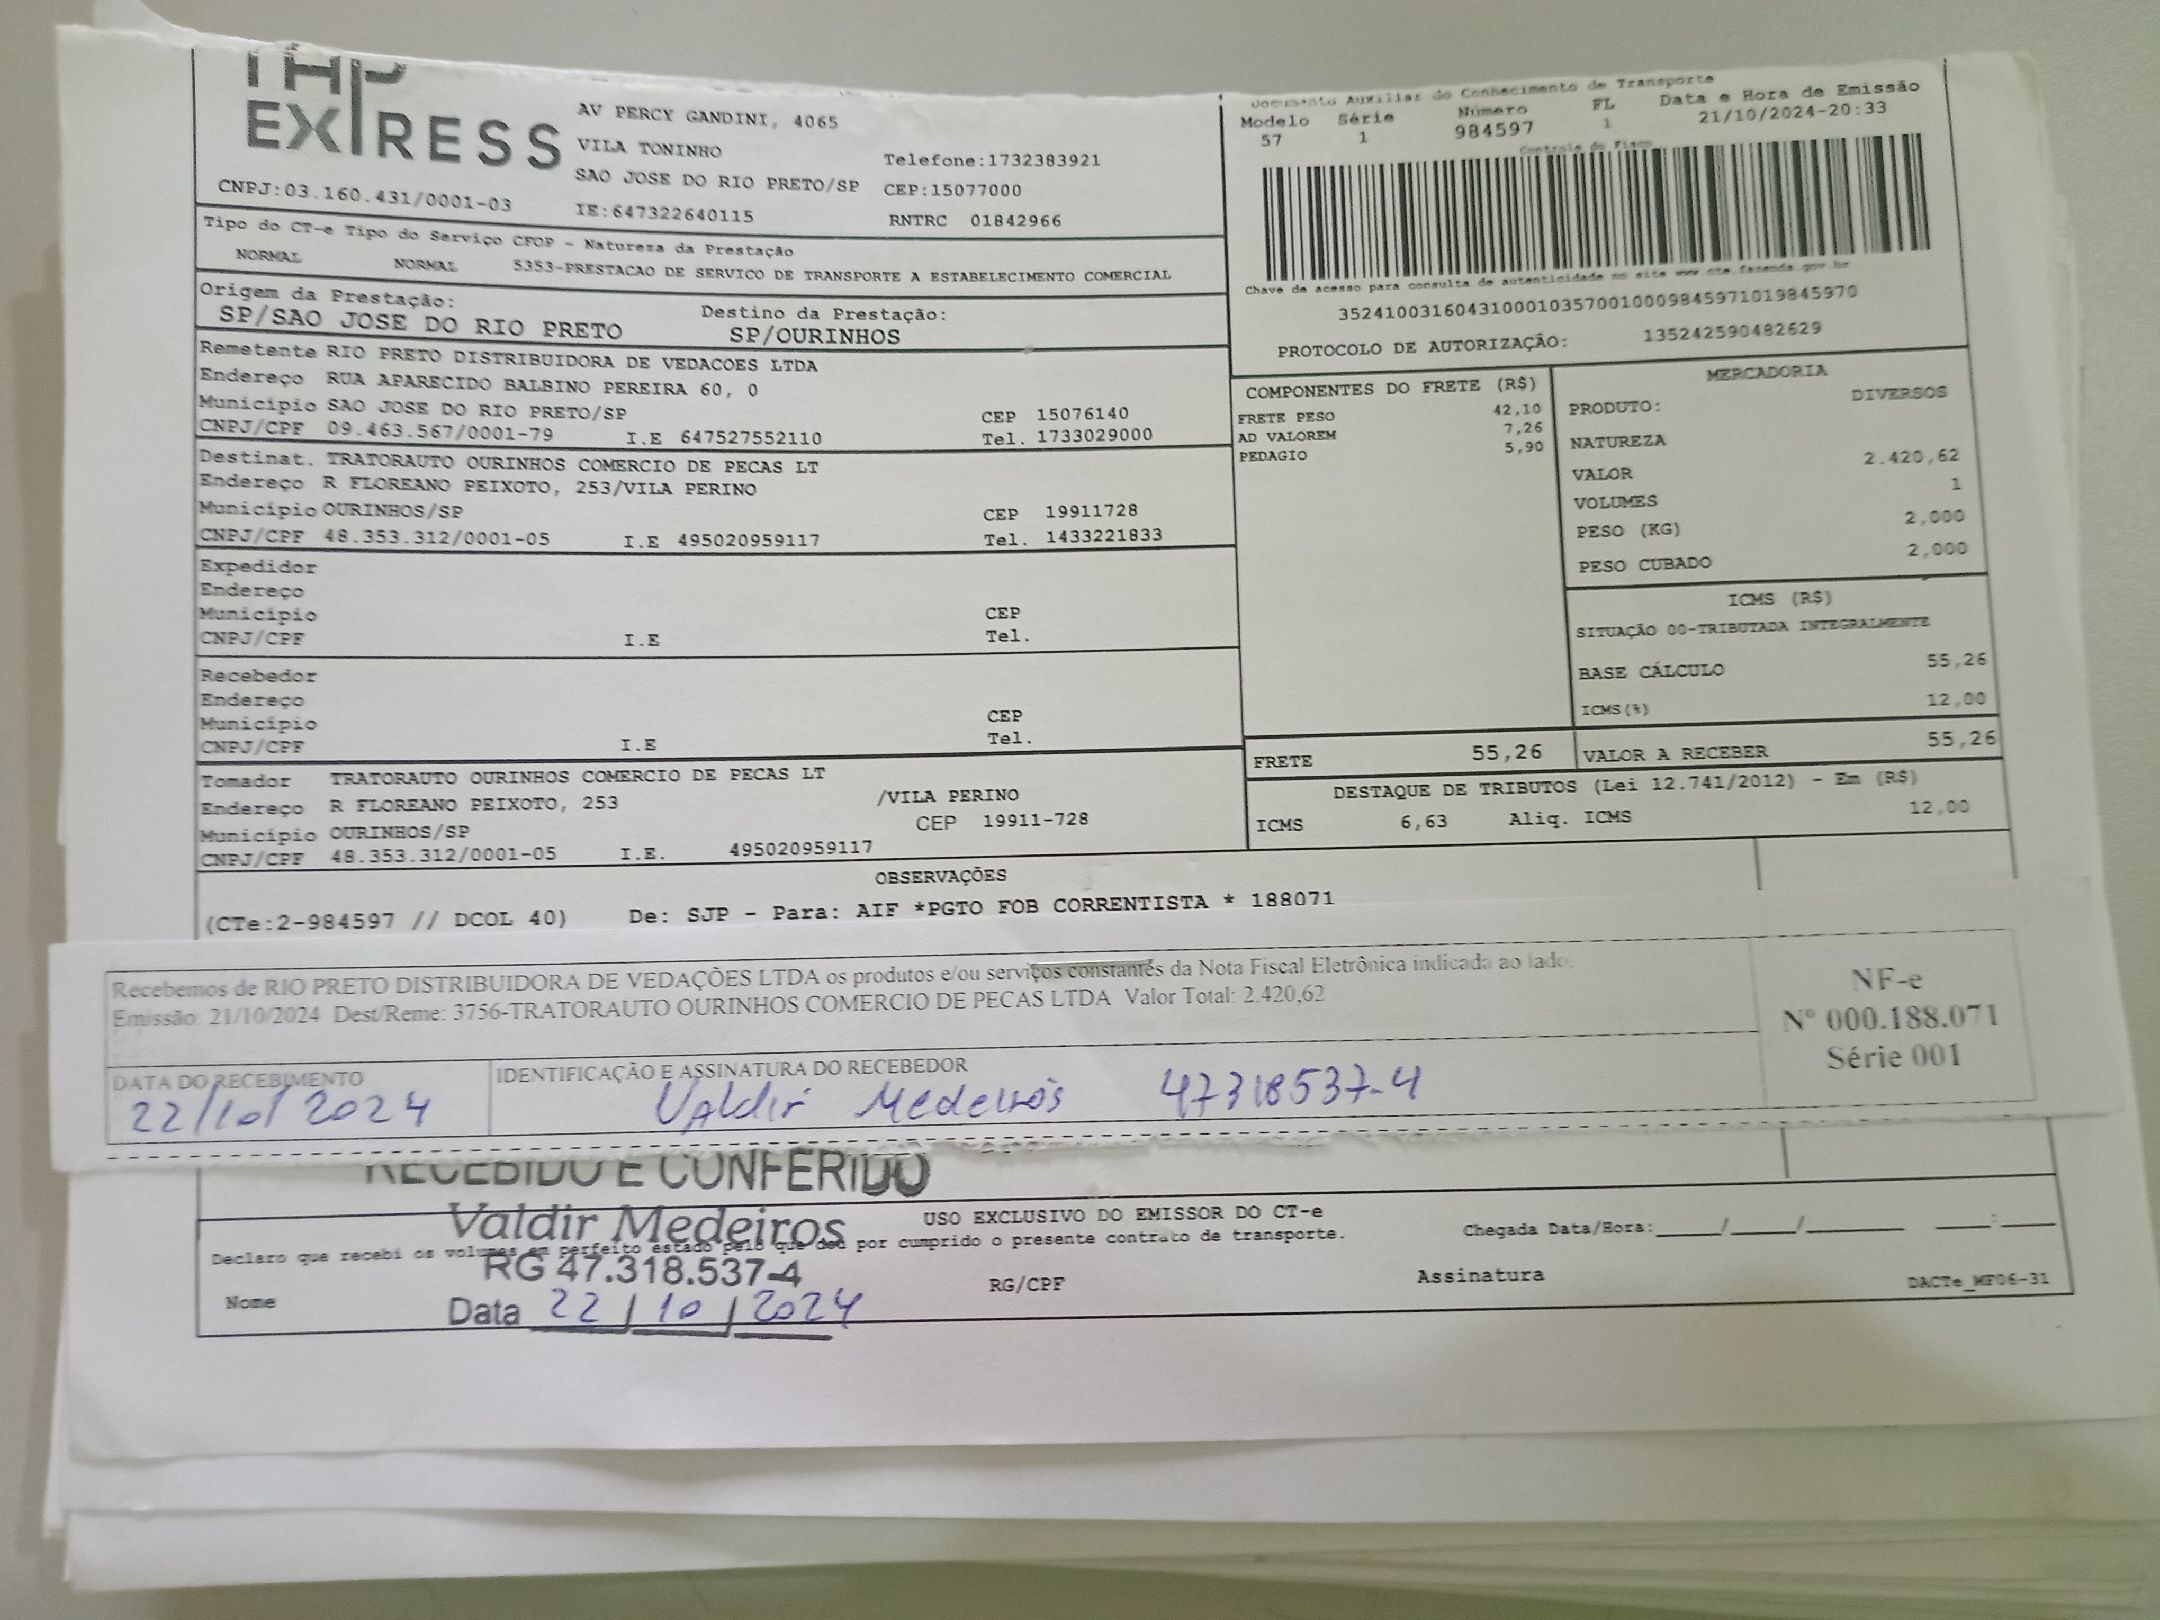 THP
EXPRESS
AV PERCY GANDINI, 4065
VILA TONINHO
SAO JOSE DO RIO PRETO/SP
IE:647322640115
Telefone:1732383921
CEP:15077000
RNTRC 01842966
CNPJ:03.160.431/0001-03
Documento Auxiliar do Conhecimento de Transporte
Modelo Série Número FL Data e Hora de Emissão
57 1 984597 1 21/10/2024-20:33
Controle do Fisco
Chave de acesso para consulta de autenticidade no site www.cte.fazenda.gov.br
35241003160431000103570010009845971019845970
PROTOCOLO DE AUTORIZAÇÃO: 135242590482629
Tipo do CT-e Tipo do Serviço CFOP - Natureza da Prestação
NORMAL NORMAL 5353-PRESTACAO DE SERVICO DE TRANSPORTE A ESTABELECIMENTO COMERCIAL
Origem da Prestação: Destino da Prestação:
SP/SAO JOSE DO RIO PRETO SP/OURINHOS
Remetente RIO PRETO DISTRIBUIDORA DE VEDACOES LTDA
Endereço RUA APARECIDO BALBINO PEREIRA 60, 0
Município SAO JOSE DO RIO PRETO/SP CEP 15076140
CNPJ/CPF 09.463.567/0001-79 I.E 647527552110 Tel. 1733029000
Destinat. TRATORAUTO OURINHOS COMERCIO DE PECAS LT
Endereço R FLOREANO PEIXOTO, 253/VILA PERINO
Município OURINHOS/SP CEP 19911728
CNPJ/CPF 48.353.312/0001-05 I.E 495020959117 Tel. 1433221833
Expedidor
Endereço
Município CEP
CNPJ/CPF I.E Tel.
Recebedor
Endereço
Município CEP
CNPJ/CPF I.E Tel.
Tomador TRATORAUTO OURINHOS COMERCIO DE PECAS LT
Endereço R FLOREANO PEIXOTO, 253 /VILA PERINO
Município OURINHOS/SP CEP 19911-728
CNPJ/CPF 48.353.312/0001-05 I.E. 495020959117
COMPONENTES DO FRETE (R$)
FRETE PESO 42,10
AD VALOREM 7,26
PEDAGIO 5,90
MERCADORIA
PRODUTO: DIVERSOS
NATUREZA
VALOR 2.420,62
VOLUMES 1
PESO (KG) 2,000
PESO CUBADO 2,000
ICMS (R$)
SITUAÇÃO 00-TRIBUTADA INTEGRALMENTE
BASE CÁLCULO 55,26
ICMS(%) 12,00
FRETE 55,26 VALOR A RECEBER 55,26
DESTAQUE DE TRIBUTOS (Lei 12.741/2012) - Em (R$)
ICMS 6,63 Aliq. ICMS 12,00
OBSERVAÇÕES
(CTe:2-984597 // DCOL 40) De: SJP - Para: AIF *PGTO FOB CORRENTISTA * 188071
Recebemos de RIO PRETO DISTRIBUIDORA DE VEDAÇÕES LTDA os produtos e/ou serviços constantes da Nota Fiscal Eletrônica indicada ao lado.
Emissão: 21/10/2024 Dest/Reme: 3756-TRATORAUTO OURINHOS COMERCIO DE PECAS LTDA Valor Total: 2.420,62
NF-e
Nº 000.188.071
Série 001
DATA DO RECEBIMENTO IDENTIFICAÇÃO E ASSINATURA DO RECEBEDOR
22/10/2024 Valdir Medeiros 47318537-4
RECEBIDO E CONFERIDO
Valdir Medeiros
USO EXCLUSIVO DO EMISSOR DO CT-e
Chegada Data/Hora:____/____/______ ___:___
Declaro que recebi os volumes em perfeito estado pelo que dou por cumprido o presente contrato de transporte.
RG 47.318.537-4
Nome RG/CPF Assinatura DACTe_MF06-31
Data 22/10/2024